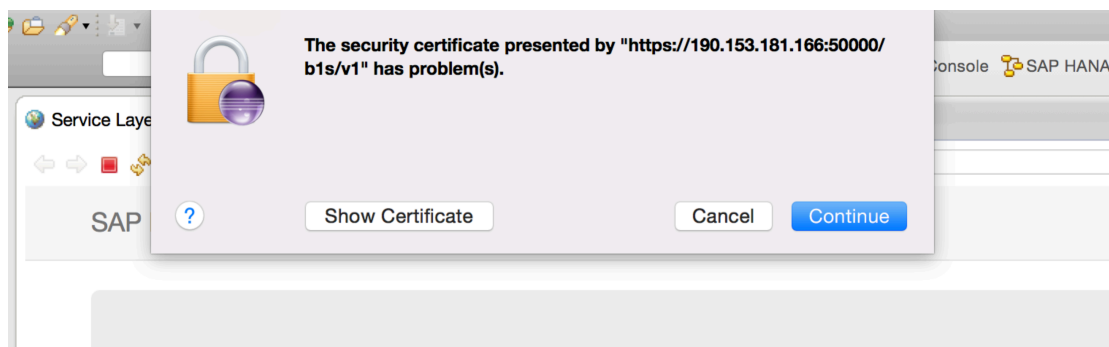 The security certificate presented by "https://190.153.181.166:50000/
b1s/v1" has problem(s).
Console SAP HANA
Service Laye
?
Show Certificate
Cancel
Continue
SAP